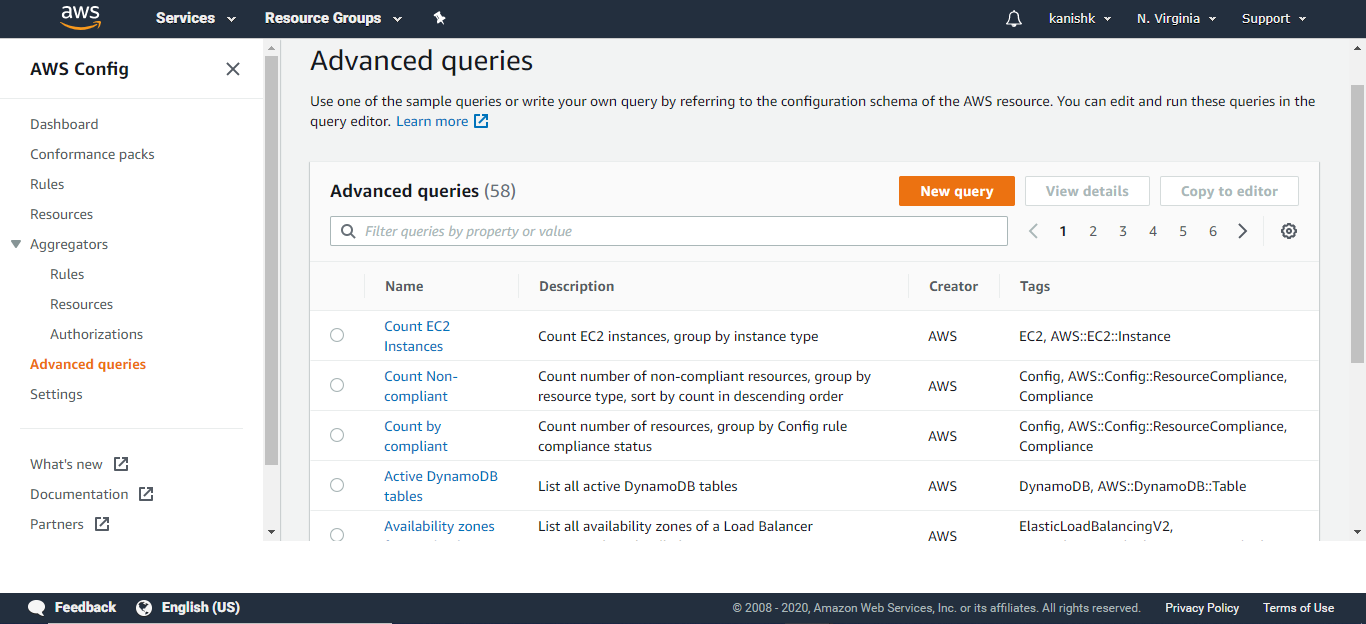 aws Services Resource Groups kanishk N. Virginia Support
AWS Config
Dashboard
Conformance packs
Rules
Resources
Aggregators
Rules
Resources
Authorizations
Advanced queries
Settings
What's new
Documentation
Partners
Advanced queries
Use one of the sample queries or write your own query by referring to the configuration schema of the AWS resource. You can edit and run these queries in the
query editor. Learn more
Advanced queries (58) New query View details Copy to editor
Filter queries by property or value 1 2 3 4 5 6
Name Description Creator Tags
Count EC2
Instances
Count EC2 instances, group by instance type
AWS
EC2, AWS::EC2::Instance
Count Non-
compliant
Count number of non-compliant resources, group by
resource type, sort by count in descending order
AWS
Config, AWS::Config::ResourceCompliance,
Compliance
Count by
compliant
Count number of resources, group by Config rule
compliance status
AWS
Config, AWS::Config::ResourceCompliance,
Compliance
Active DynamoDB
tables
List all active DynamoDB tables
AWS
DynamoDB, AWS::DynamoDB::Table
Availability zones
List all availability zones of a Load Balancer
AWS
ElasticLoadBalancingV2,
Feedback English (US) © 2008 - 2020, Amazon Web Services, Inc. or its affiliates. All rights reserved. Privacy Policy Terms of Use